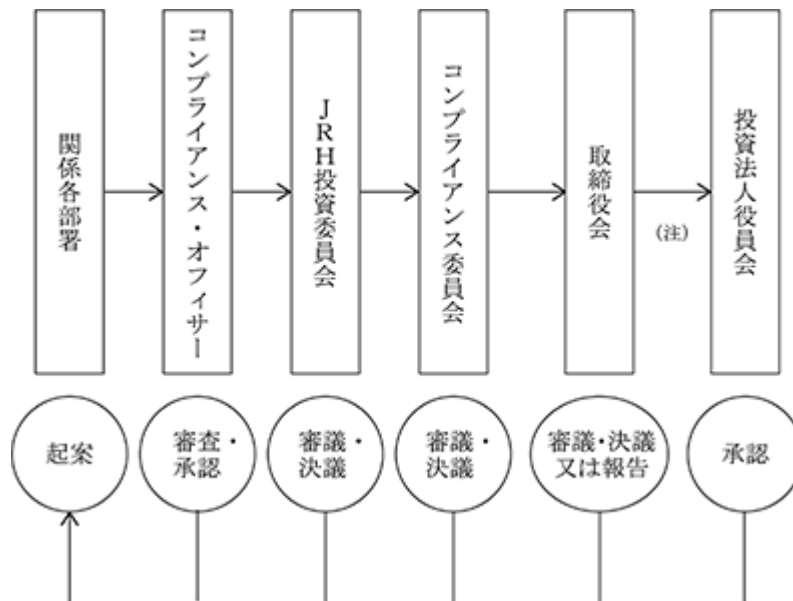 関係各部署
コンプライアンス・オフィサー
JRH投資委員会
コンプライアンス委員会
取締役会
(注)
投資法人役員会
起案
審査・
承認
審議・
決議
審議・
決議
審議・決議
又は報告
承認